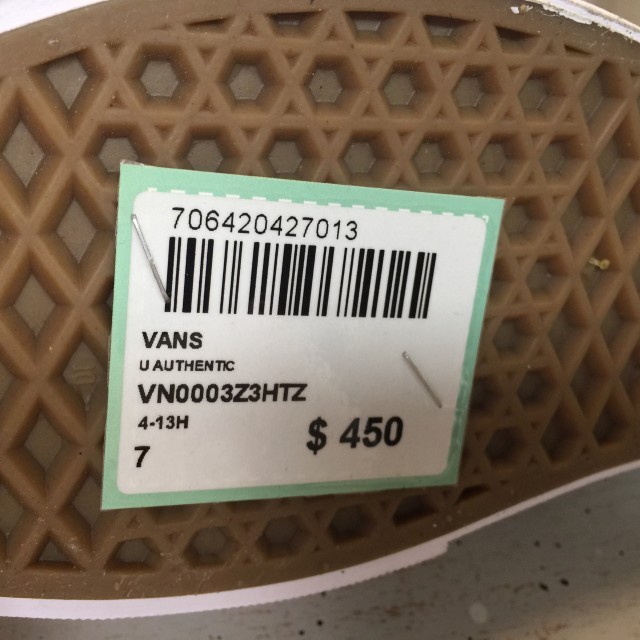 706420427013
VANS
U AUTHENTIC
VN0003Z3HTZ
4-13H
$ 450
7